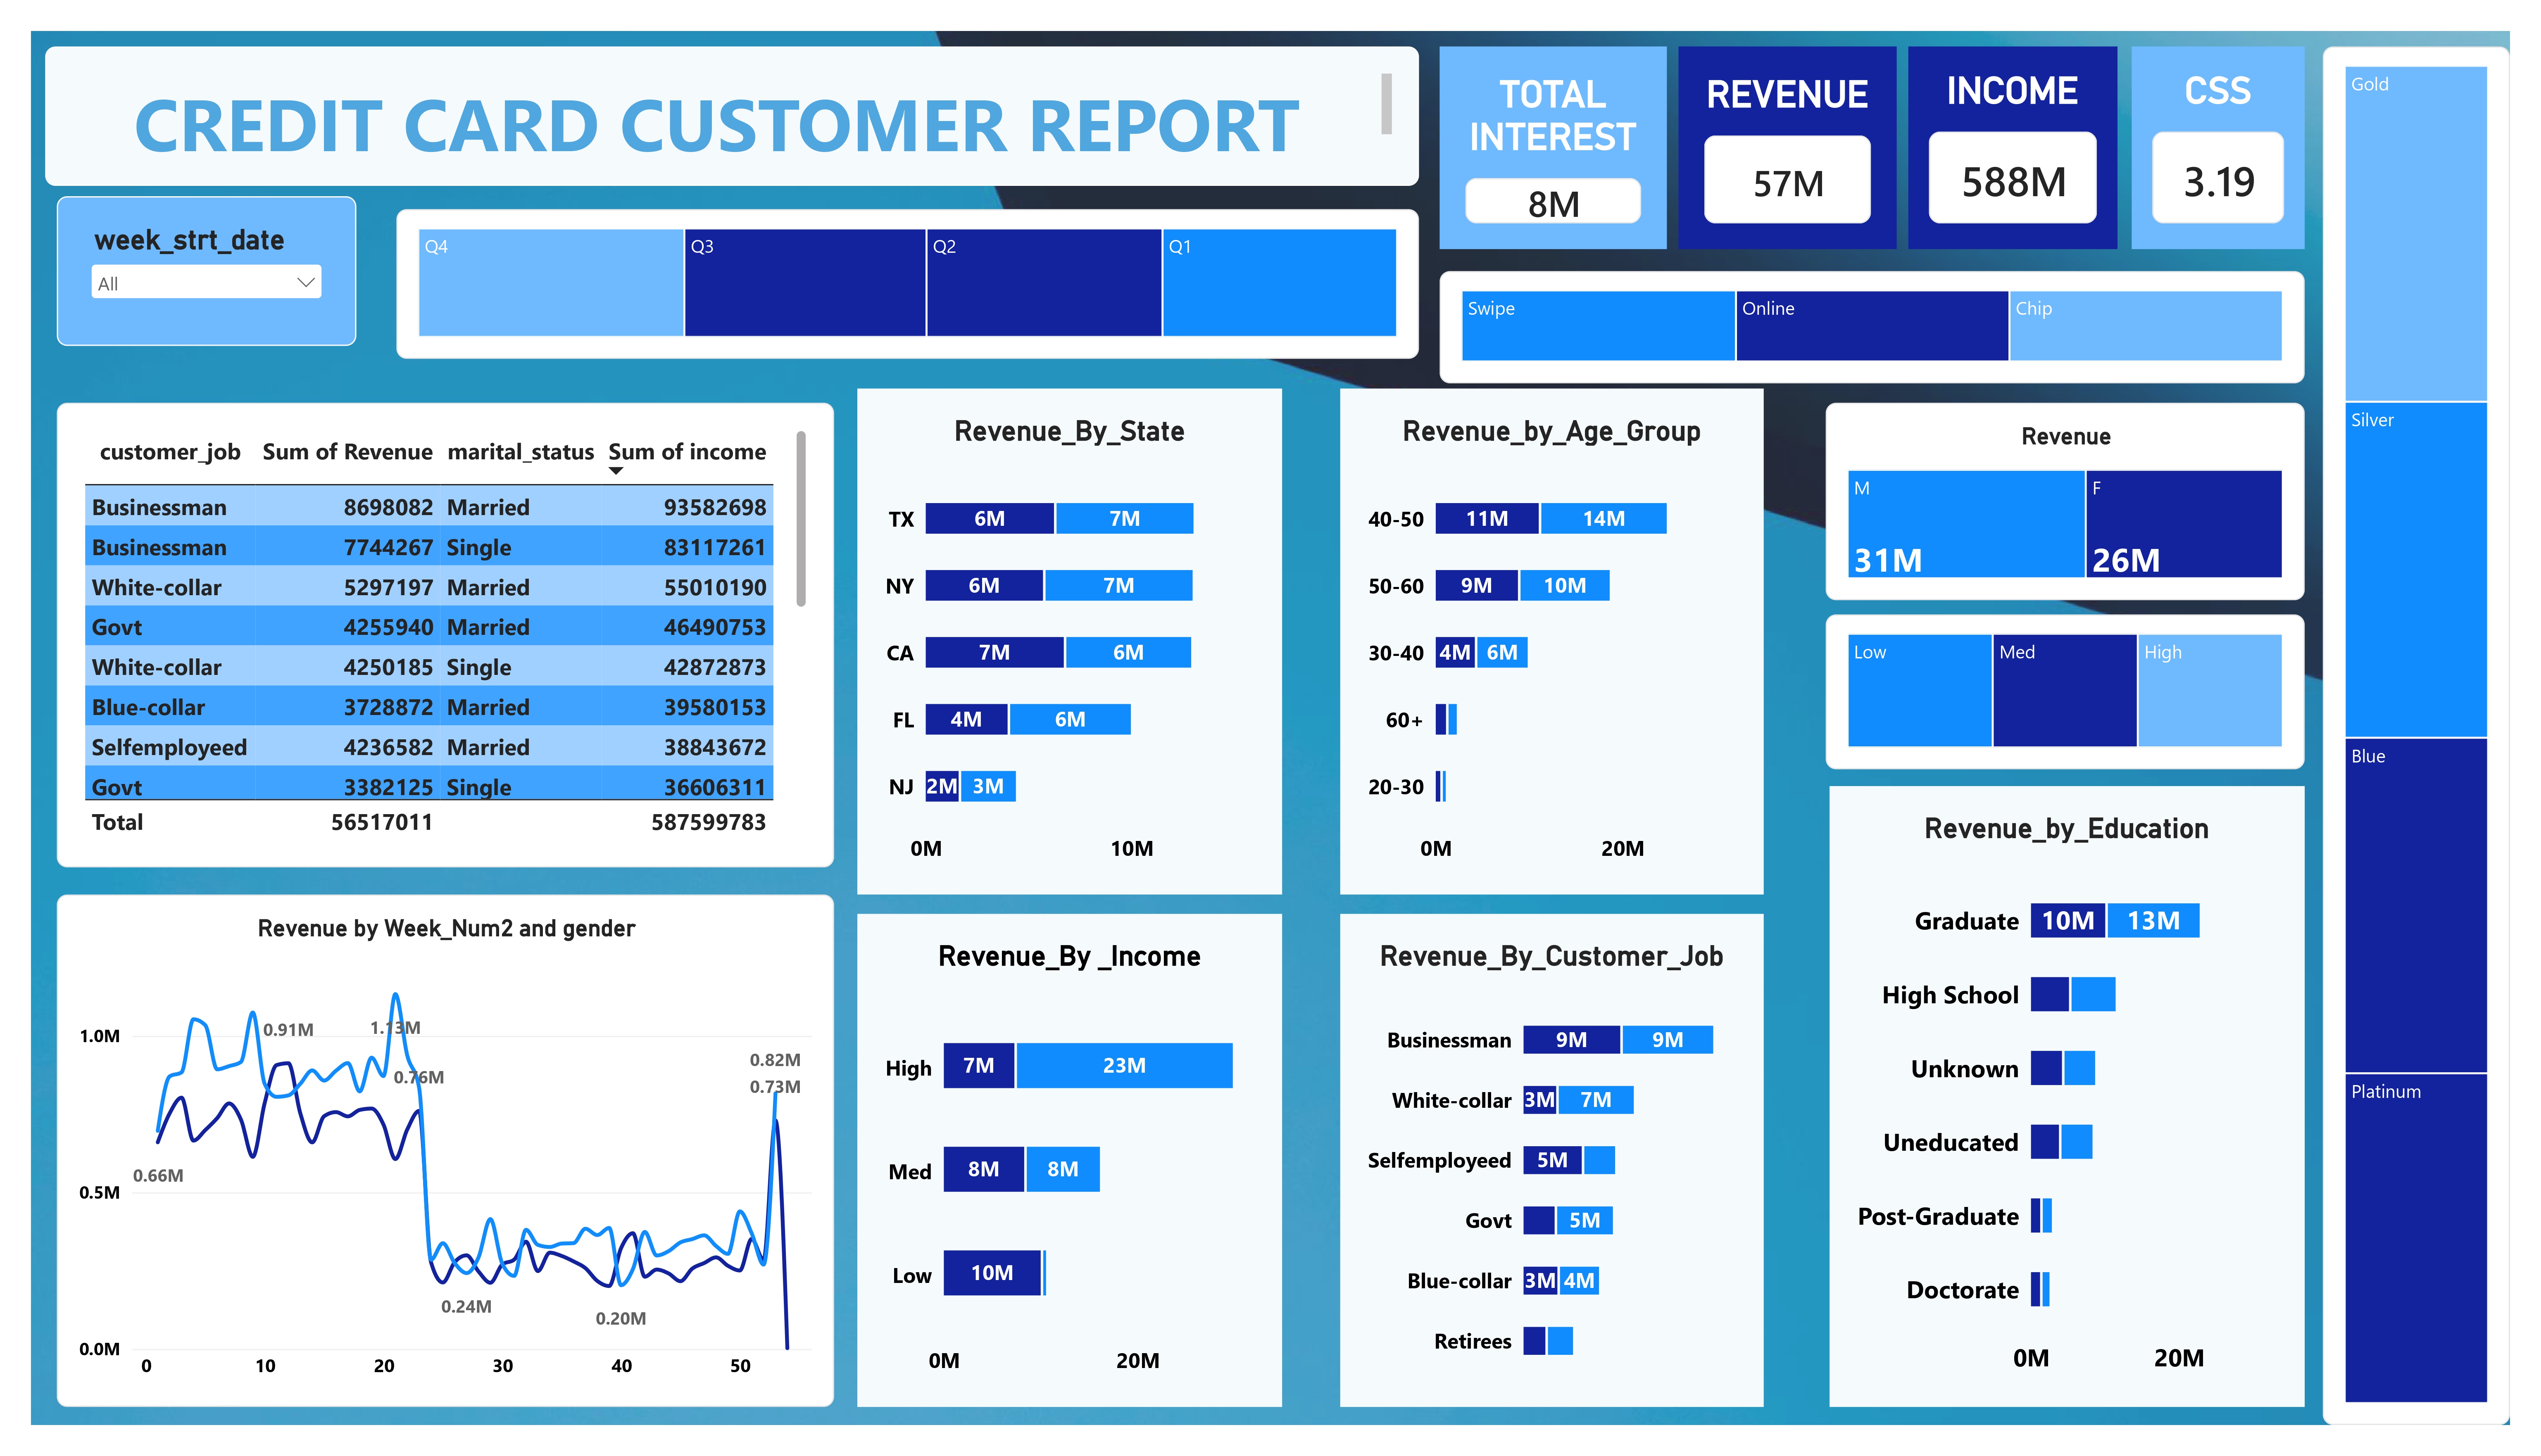 CREDIT CARD CUSTOMER REPORT
TOTAL
INTEREST
8M
REVENUE
57M
INCOME
588M
CSS
3.19
week_strt_date
All
Q4 Q3 Q2 Q1
Swipe Online Chip
Gold
Silver
Blue
Platinum
customer_job Sum of Revenue marital_status Sum of income
Businessman 8698082 Married 93582698
Businessman 7744267 Single 83117261
White-collar 5297197 Married 55010190
Govt 4255940 Married 46490753
White-collar 4250185 Single 42872873
Blue-collar 3728872 Married 39580153
Selfemployeed 4236582 Married 38843672
Govt 3382125 Single 36606311
Total 56517011 587599783
Revenue_By_State
TX 6M 7M
NY 6M 7M
CA 7M 6M
FL 4M 6M
NJ 2M 3M
0M 10M
Revenue_by_Age_Group
40-50 11M 14M
50-60 9M 10M
30-40 4M 6M
60+
20-30
0M 20M
Revenue
M F
31M 26M
Low Med High
Revenue_by_Education
Graduate 10M 13M
High School
Unknown
Uneducated
Post-Graduate
Doctorate
0M 20M
Revenue by Week_Num2 and gender
1.0M
0.5M
0.0M
0.91M
1.13M
0.76M
0.82M
0.73M
0.66M
0.24M
0.20M
0 10 20 30 40 50
Revenue_By _Income
High 7M 23M
Med 8M 8M
Low 10M
0M 20M
Revenue_By_Customer_Job
Businessman 9M 9M
White-collar 3M 7M
Selfemployeed 5M
Govt 5M
Blue-collar 3M 4M
Retirees